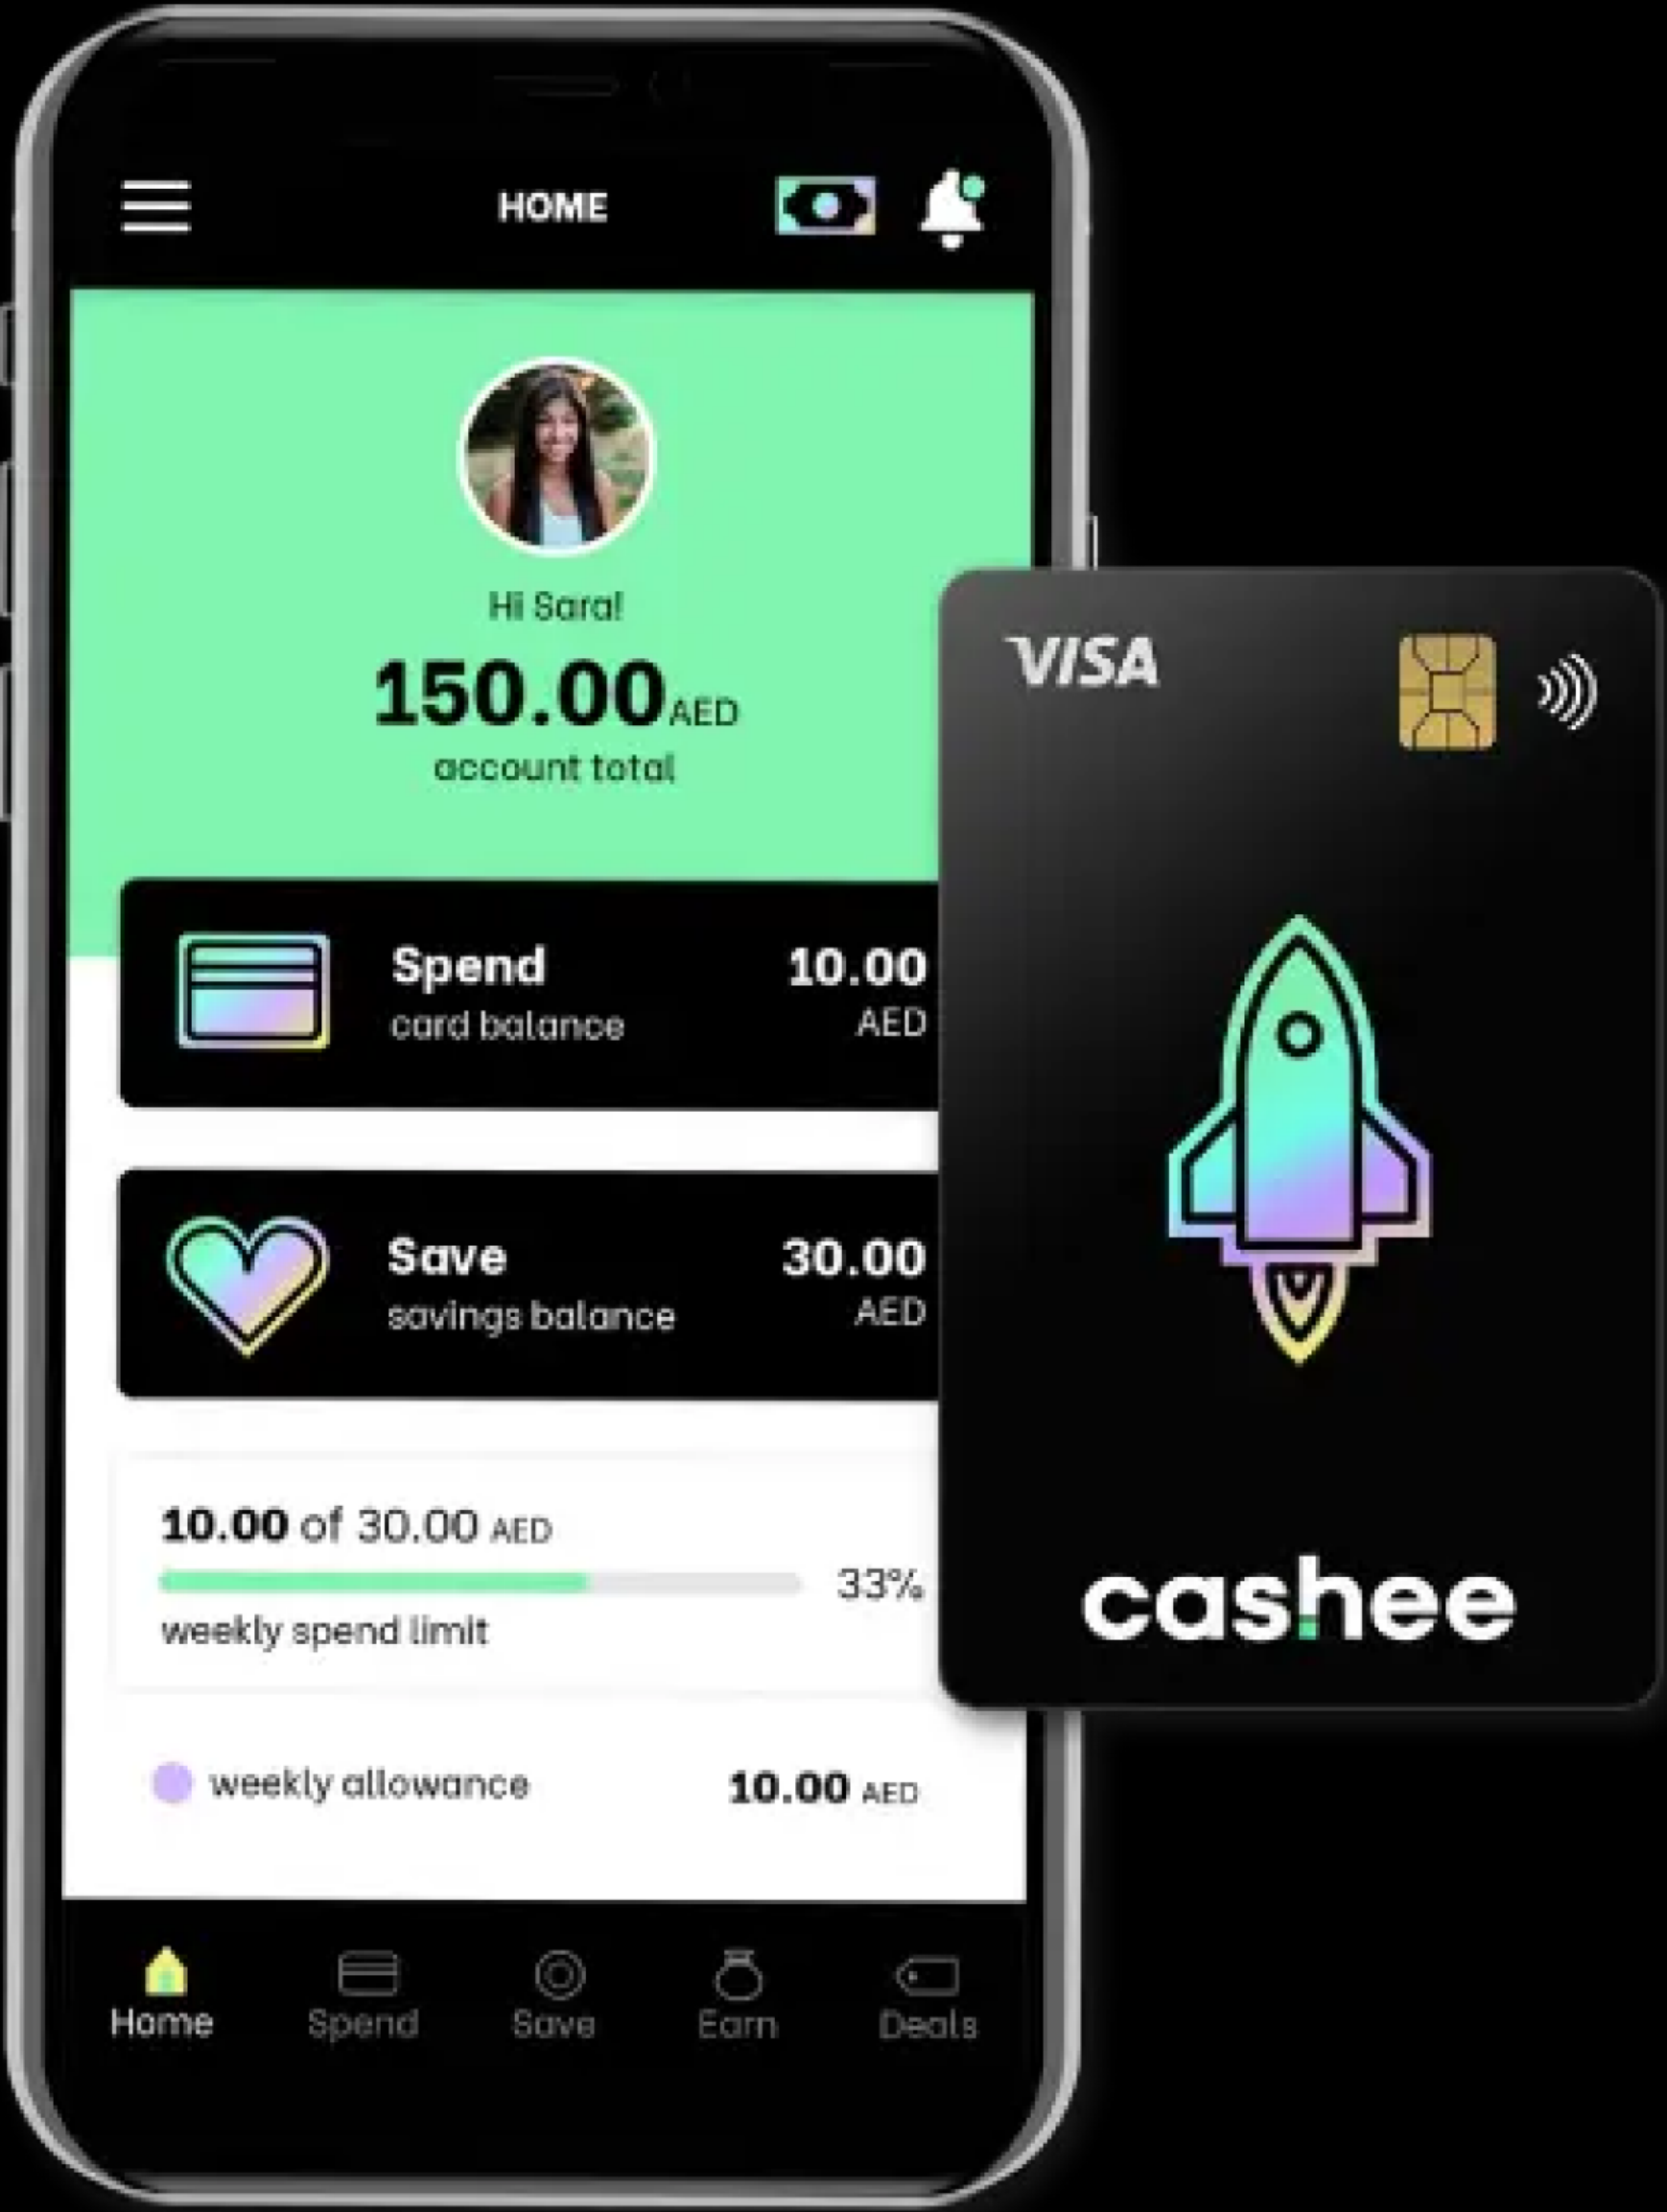 HOME
Hi Sara!
150.00 AED
account total
Spend
card balance
10.00
AED
Save
savings balance
30.00
AED
10.00 of 30.00 AED
33%
weekly spend limit
weekly allowance
10.00 AED
Home
Spend
Save
Earn
Deals
VISA
cashee